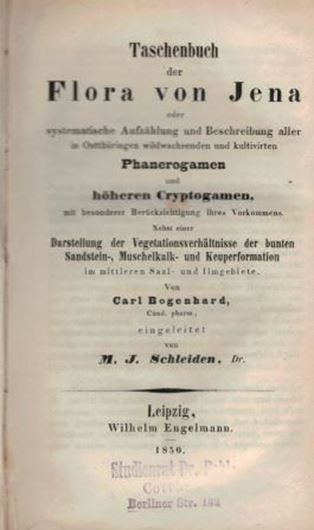 Taschenbuch
der
Flora von Jena
oder
systematische Aufzählung und Beschreibung aller
in Ostthüringen wildwachsenden und kultivirten
Phanerogamen
und
höheren Cryptogamen,
mit besonderer Berücksichtigung ihres Vorkommens.
Nebst einer
Darstellung der Vegetationsverhältnisse der bunten
Sandstein-, Muschelkalk- und Keuperformation
im mittleren Saal- und Ilmgebiete.
Von
Carl Bogenhard,
Cand. pharm.,
eingeleitet
von
M. J. Schleiden, Dr.
Leipzig,
Wilhelm Engelmann.
1850.
Studienrat Dr.
Berliner Str.